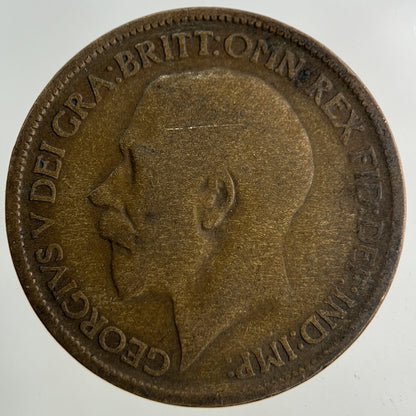 GEORGIVS V DEI GRA:BRITT:OMN REX FID:DEF:IND:IMP: